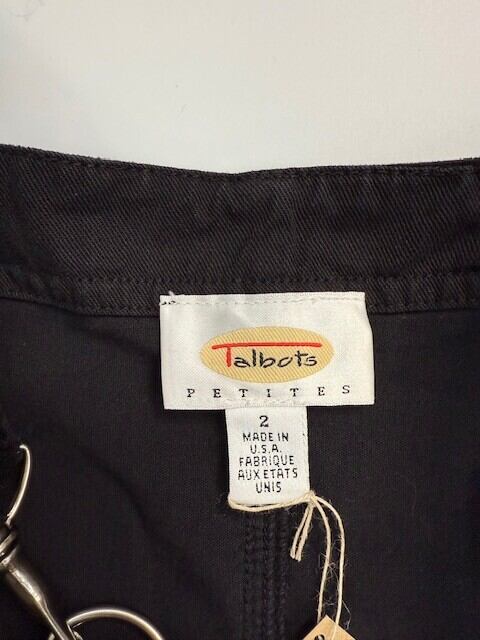 Talbots
PETITES
2
MADE IN
U.S.A.
FABRIQUE
AUX ETATS
UNIS